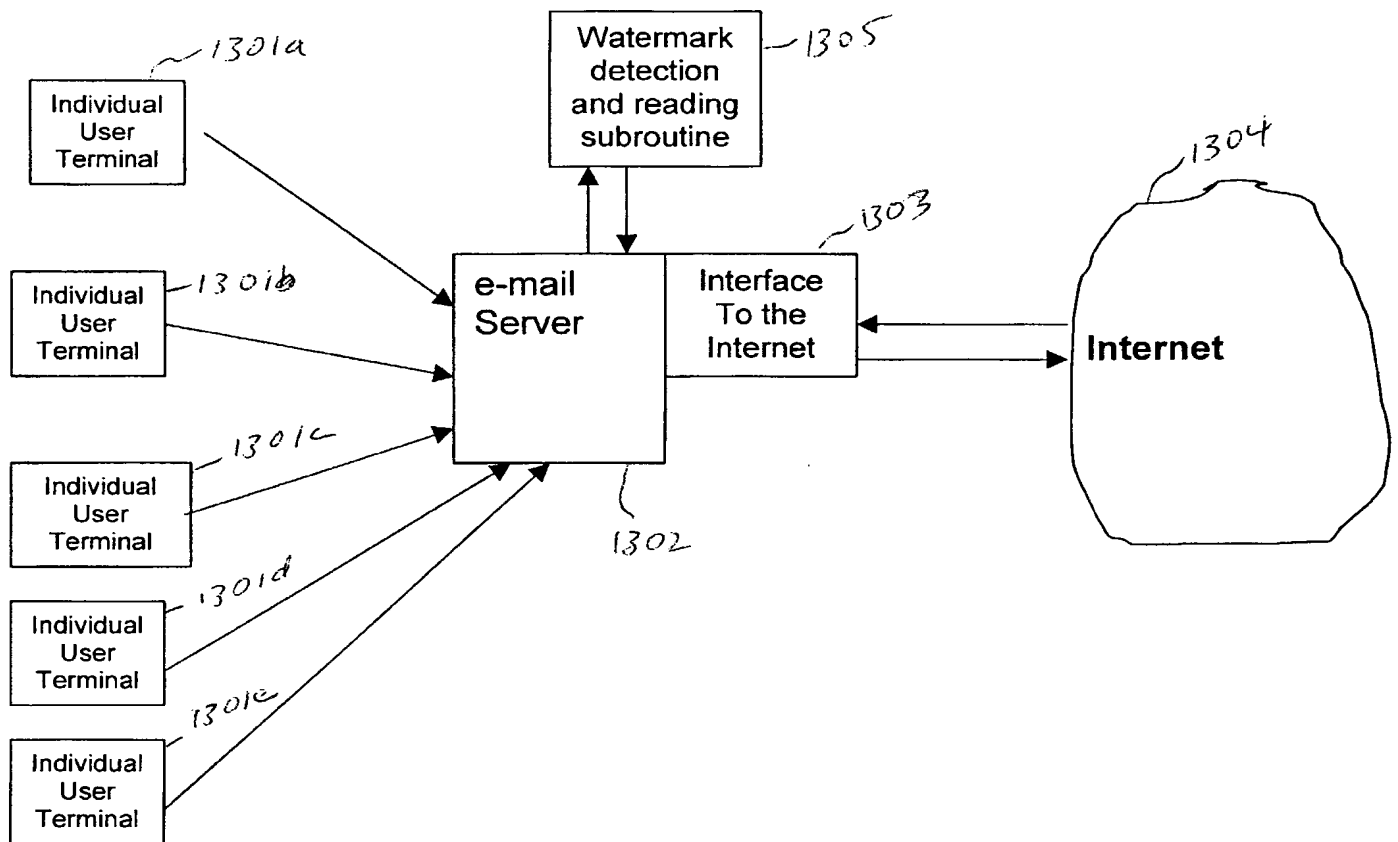 1301a
Individual
User
Terminal
Watermark
detection
and reading
subroutine
1305
1304
1301b
Individual
User
Terminal
e-mail
Server
Interface
To the
Internet
1303
Internet
1301c
Individual
User
Terminal
1302
1301d
Individual
User
Terminal
1301e
Individual
User
Terminal